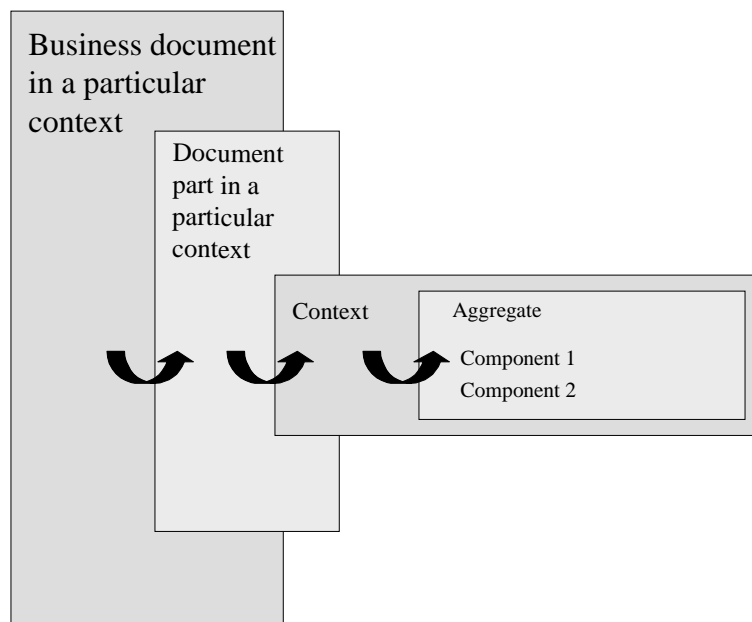 Business document
in a particular
context
Document
part in a
particular
context
Context
Aggregate
Component 1
Component 2